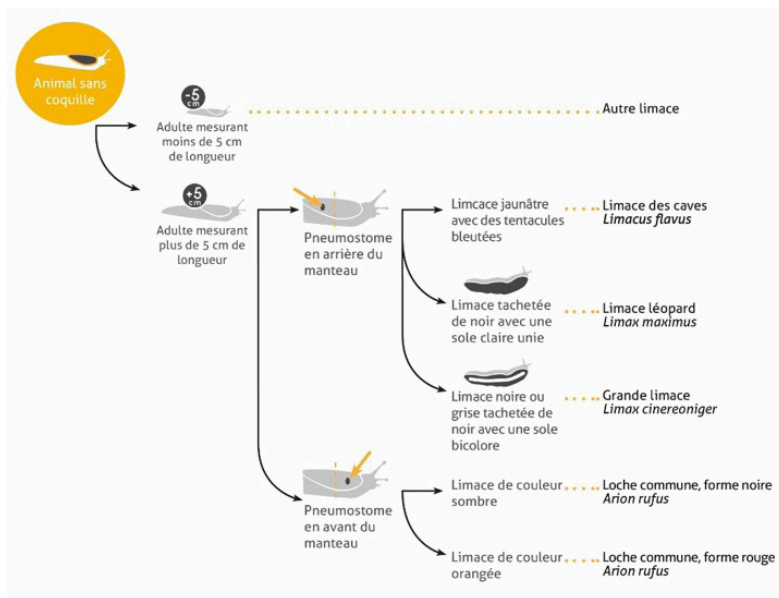 Animal sans
coquille
-5
cm
Adulte mesurant
moins de 5 cm
de longueur
Autre limace
+5
cm
Adulte mesurant
plus de 5 cm de
longueur
Pneumostome
en arrière du
manteau
Limcace jaunâtre
avec des tentacules
bleutées
Limace des caves
Limacus flavus
Limace tachetée
de noir avec une
sole claire unie
Limace léopard
Limax maximus
Limace noire ou
grise tachetée de
noir avec une sole
bicolore
Grande limace
Limax cinereoniger
Pneumostome
en avant du
manteau
Limace de couleur
sombre
Loche commune, forme noire
Arion rufus
Limace de couleur
orangée
Loche commune, forme rouge
Arion rufus